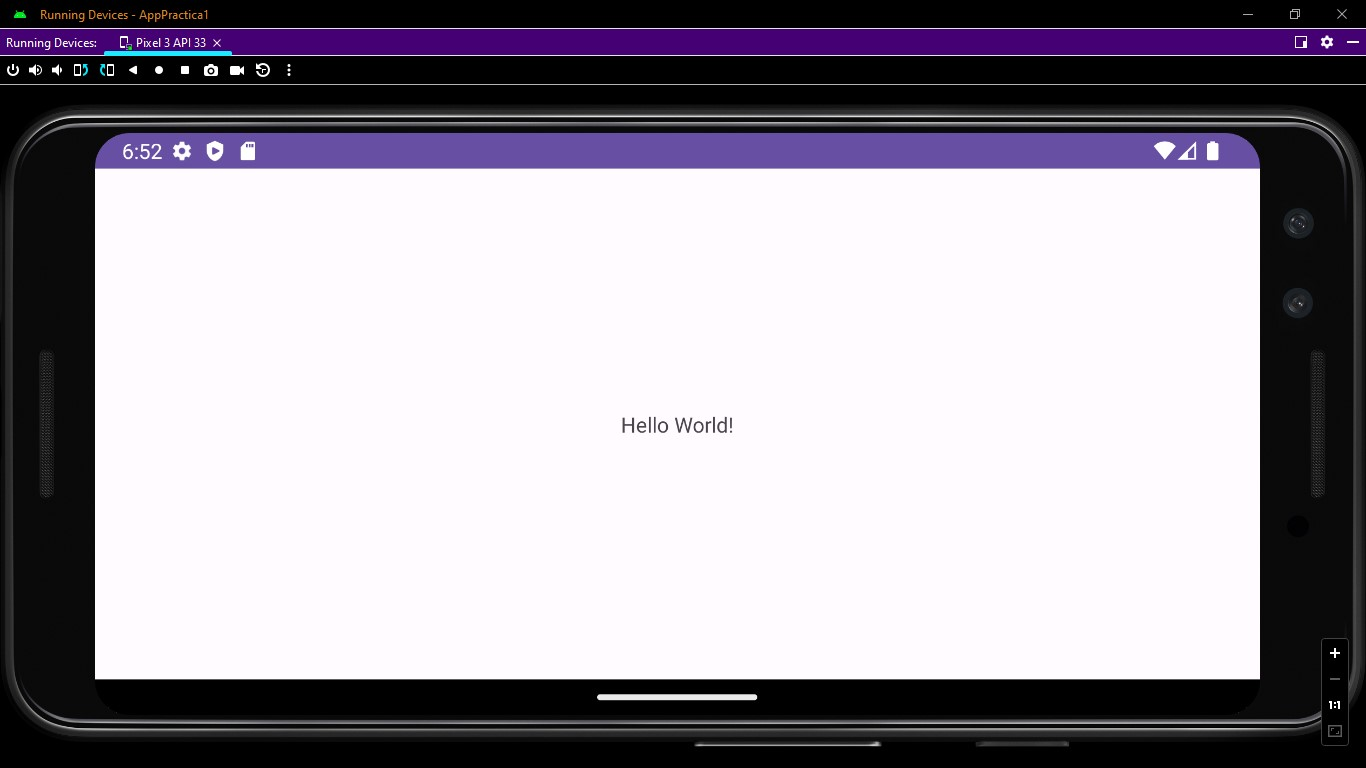 Running Devices - AppPractica1
Running Devices:
Pixel 3 API 33
6:52
Hello World!
1:1